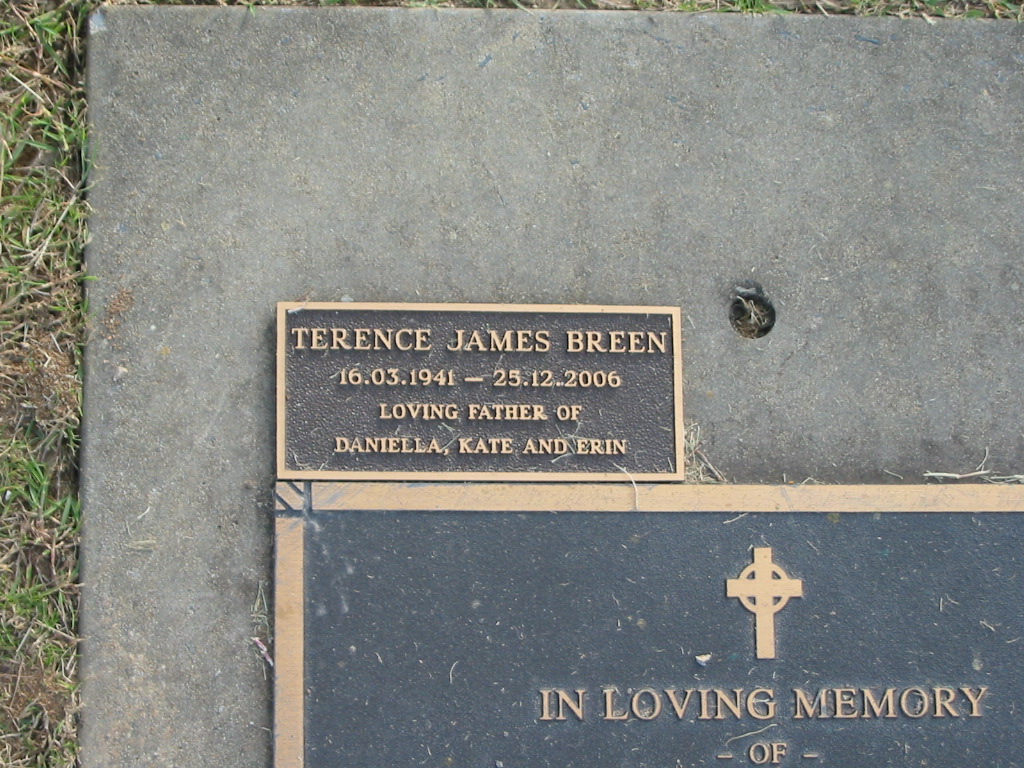 TERENCE JAMES BREEN
16.03.1941 — 25.12.2006
LOVING FATHER OF
DANIELLA, KATE AND ERIN
IN LOVING MEMORY
– OF –